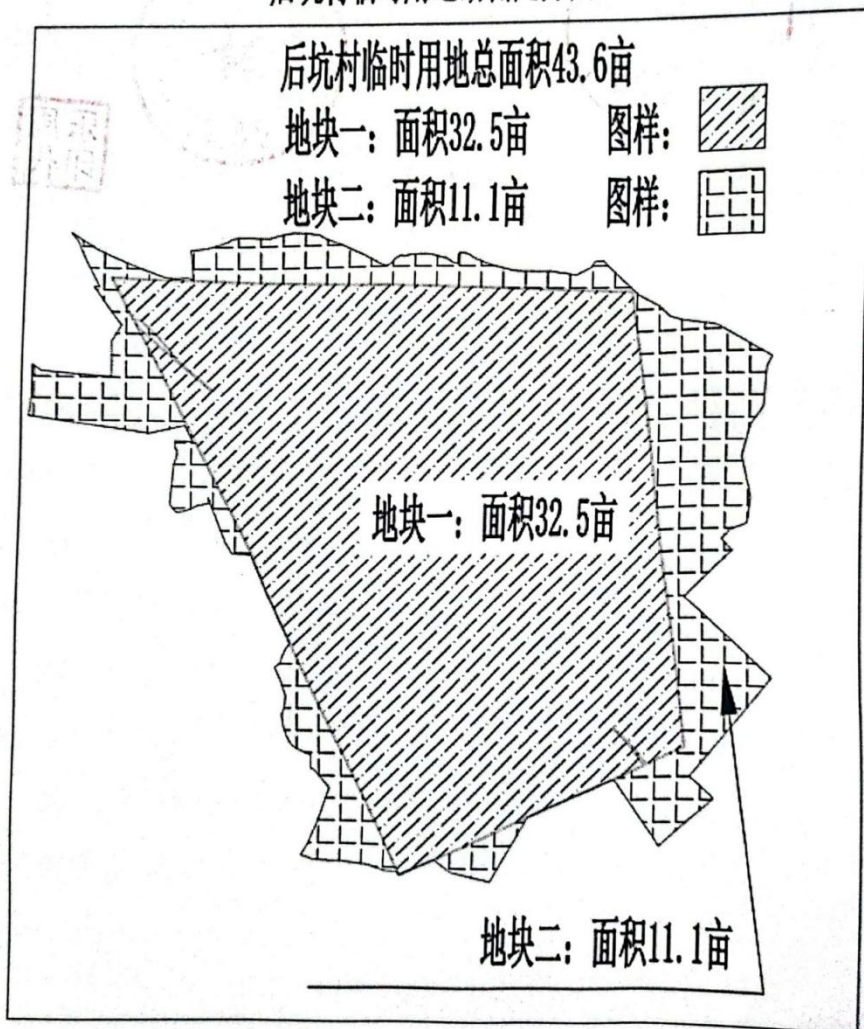 后坑村临时用地总面积43.6亩
地块一：面积32.5亩 图样：
地块二：面积11.1亩 图样：
地块一：面积32.5亩
地块二：面积11.1亩